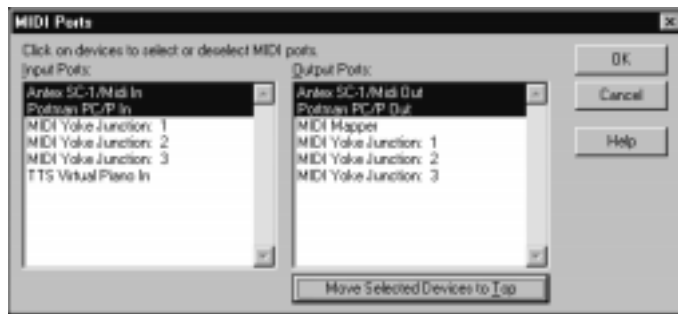 MIDI Ports
Click on devices to select or deselect MIDI ports.
Input Ports:
Antex SC-1/Midi In
Portman PC/P In
MIDI Yoke Junction: 1
MIDI Yoke Junction: 2
MIDI Yoke Junction: 3
TTS Virtual Piano In
Output Ports:
Antex SC-1/Midi Out
Portman PC/P Out
MIDI Mapper
MIDI Yoke Junction: 1
MIDI Yoke Junction: 2
MIDI Yoke Junction: 3
Move Selected Devices to Top
OK
Cancel
Help